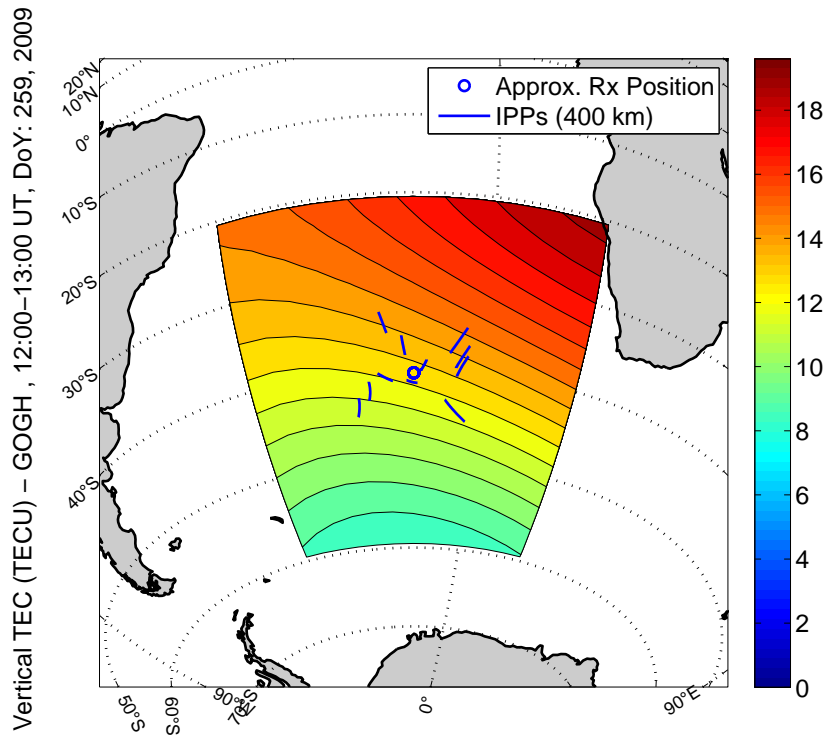 Vertical TEC (TECU) – GOGH , 12:00–13:00 UT, DoY: 259, 2009
Approx. Rx Position
IPPs (400 km)
20°N
10°N
0°
10°S
20°S
30°S
40°S
50°S
60°S
70°S
90°W
0°
90°E
18
16
14
12
10
8
6
4
2
0